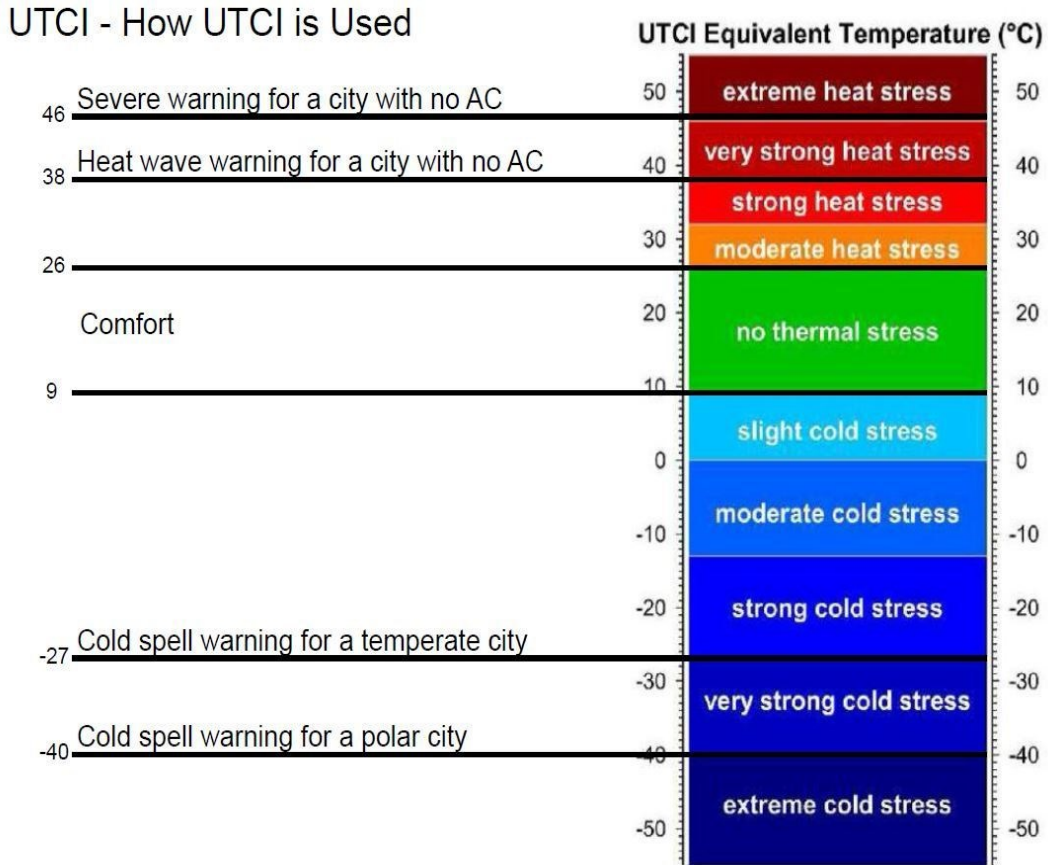 UTCI - How UTCI is Used
UTCI Equivalent Temperature (°C)
Severe warning for a city with no AC
46
Heat wave warning for a city with no AC
38
26
Comfort
9
Cold spell warning for a temperate city
-27
Cold spell warning for a polar city
-40
50 extreme heat stress 50
very strong heat stress
40 40
strong heat stress
30 moderate heat stress 30
20 no thermal stress 20
10 10
slight cold stress
0 0
moderate cold stress
-10 -10
-20 strong cold stress -20
-30 -30
very strong cold stress
-40 -40
extreme cold stress
-50 -50